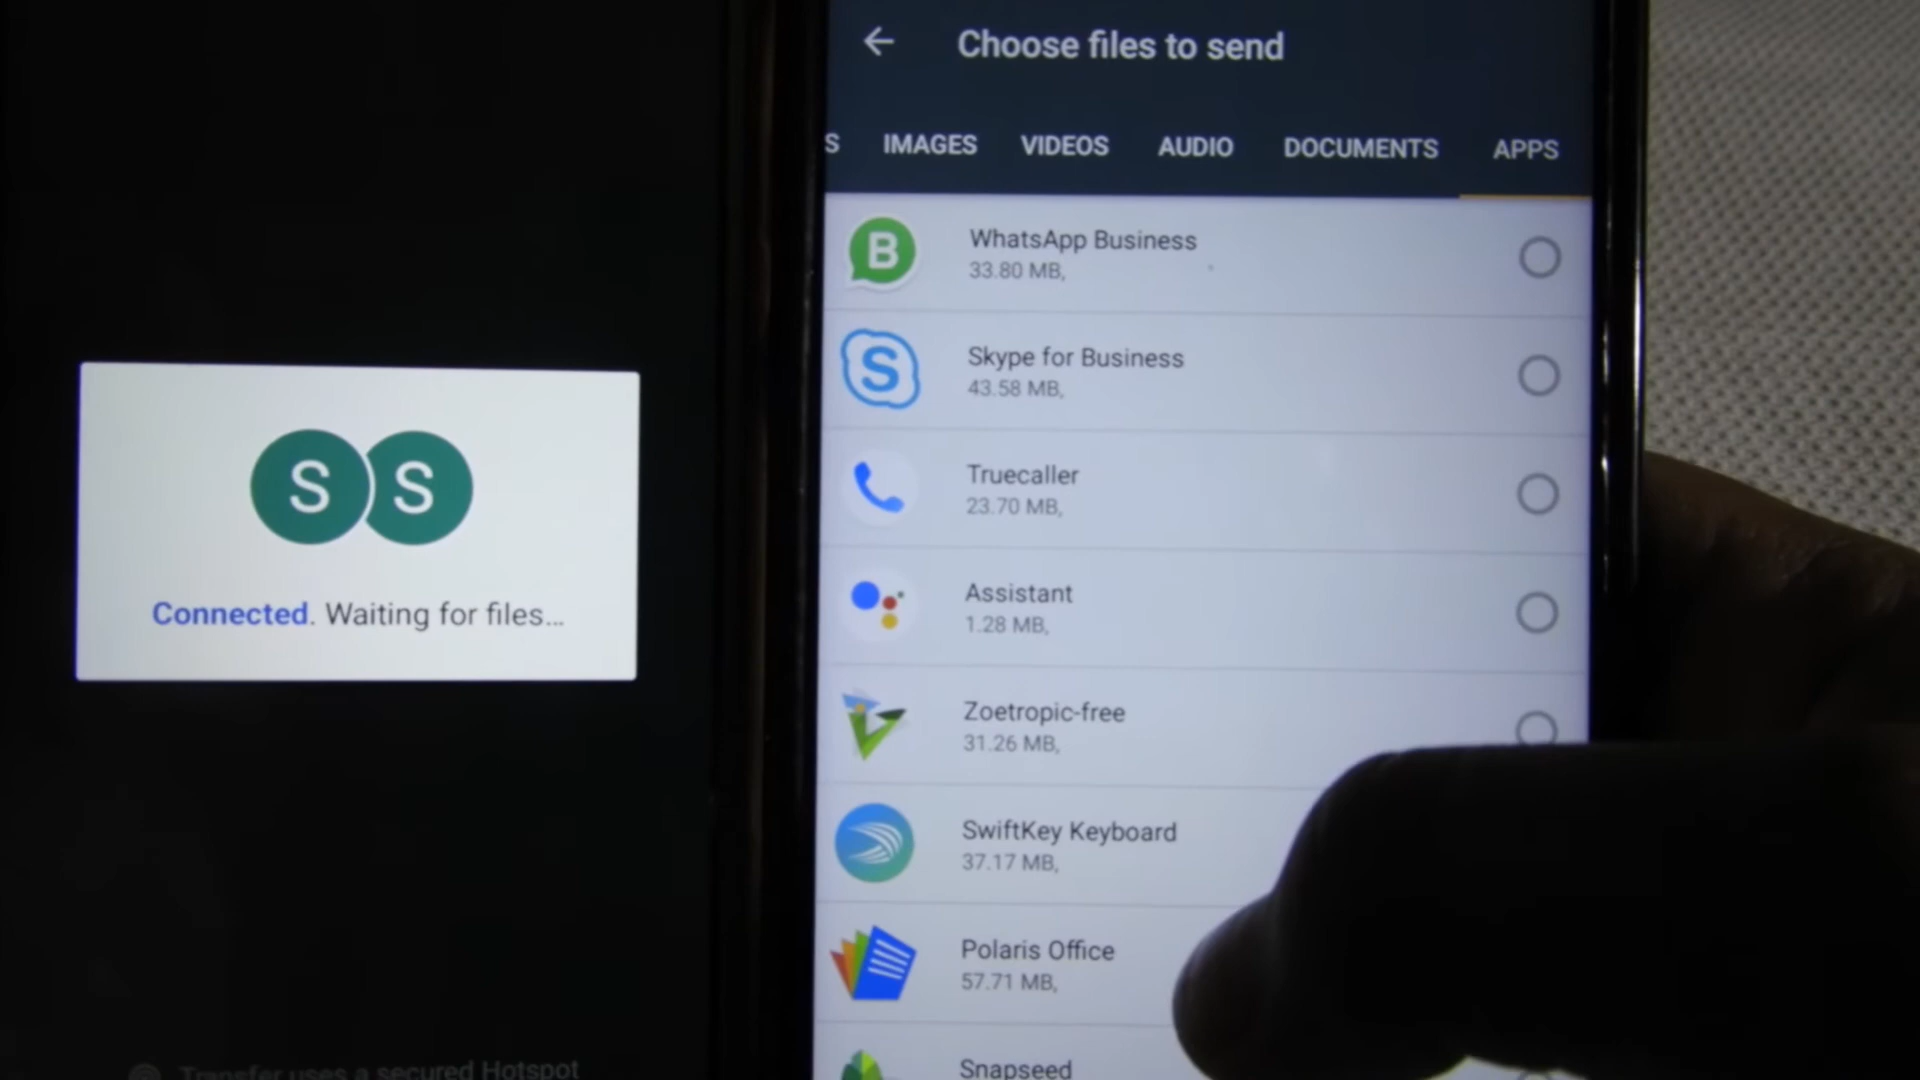 S S
Connected. Waiting for files...
Transfer uses a secured Hotspot
Choose files to send
S IMAGES VIDEOS AUDIO DOCUMENTS APPS
B
WhatsApp Business
33.80 MB,
S
Skype for Business
43.58 MB,
Truecaller
23.70 MB,
Assistant
1.28 MB,
Zoetropic-free
31.26 MB,
SwiftKey Keyboard
37.17 MB,
Polaris Office
57.71 MB,
Snapseed